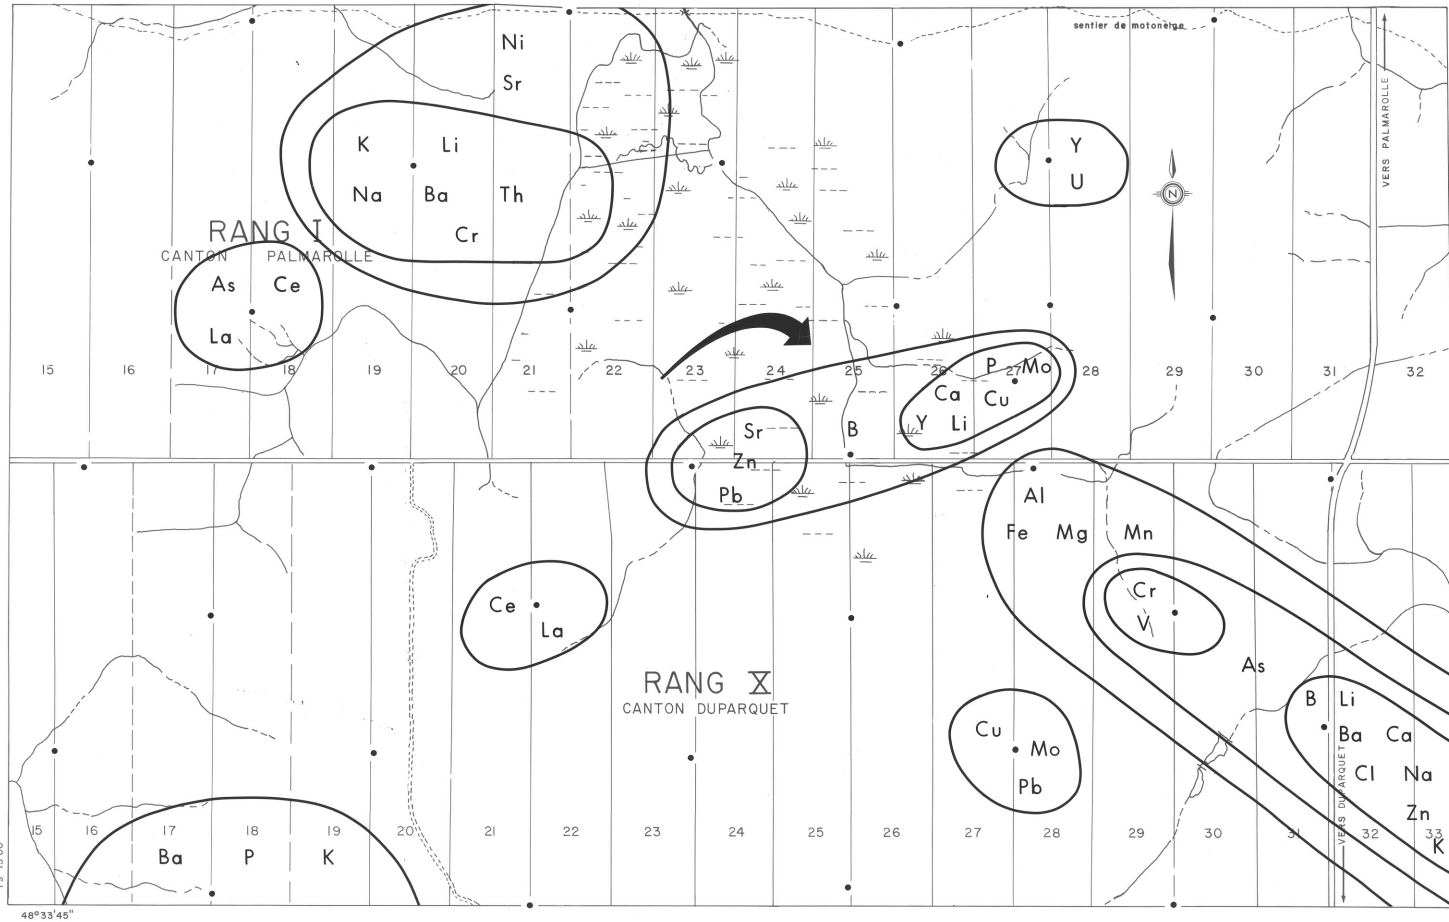 sentier de motoneige
Ni
Sr
VERS PALMAROLLE
K Li
Y
U
Na Ba Th
N
Cr
RANG I
CANTON PALMAROLLE
As Ce
La
15 16 17 18 19 20 21 22 23 24 25 26 27 28 29 30 31 32
P Mo
Ca Cu
Y Li
Sr B
Zn
Pb
Al
Fe Mg Mn
Cr
V
Ce
La
As
RANG X
CANTON DUPARQUET
B Li
Cu
Mo
Pb
Ba Ca
Cl Na
Zn
K
VERS DUPARQUET
15 16 17 18 19 20 21 22 23 24 25 26 27 28 29 30 31 32 33
Ba P K
48°33'45"